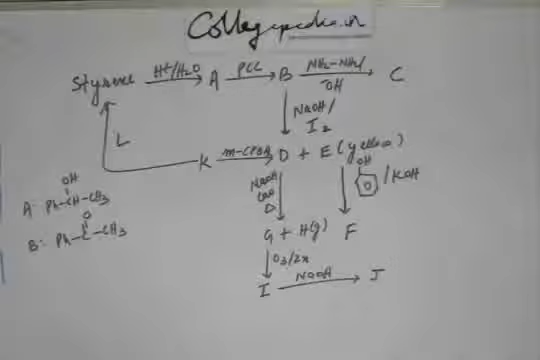 Collegepedia.in
Styrene H+/H2O A PCC B NH2-NH2/ OH C
NaOH/
I2
L K m-CPBA D + E (yellow)
OH
/KOH
NaOH
CaO
Δ
G + H(g) F
O3/Zn
I NaOH J
OH
A: Ph-CH-CH3
O
B: Ph-C-CH3